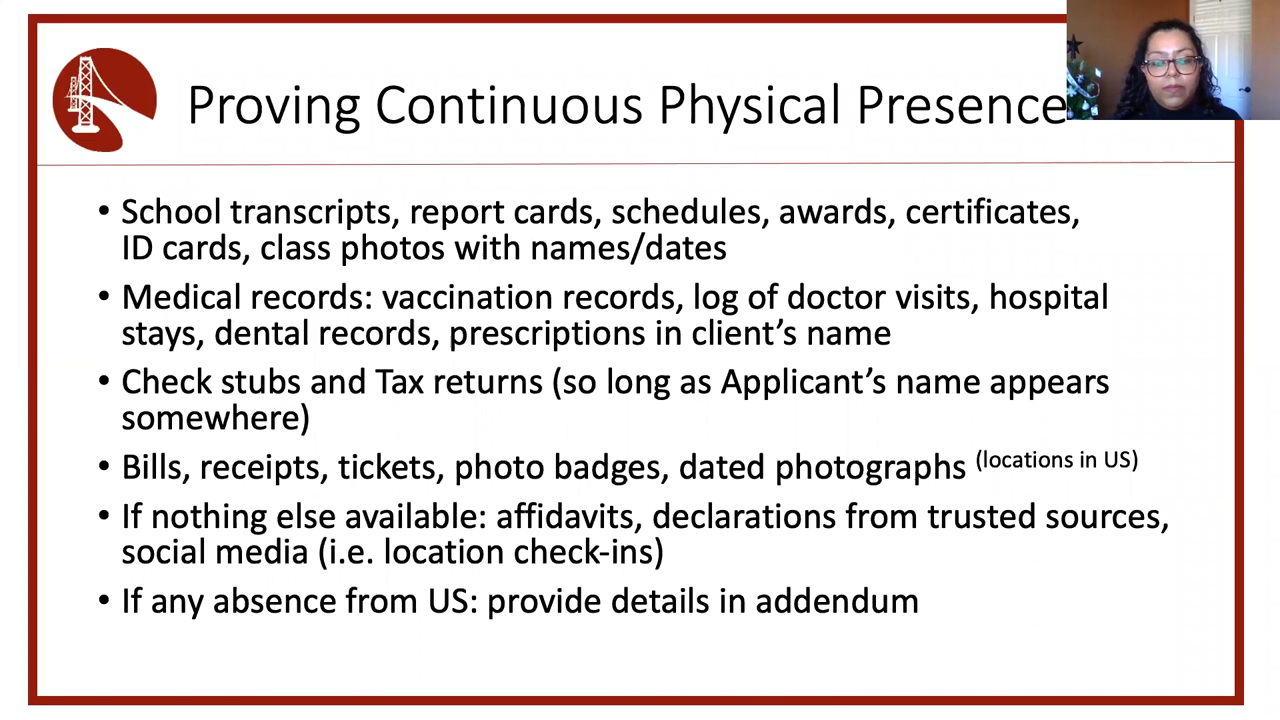 Proving Continuous Physical Presence
• School transcripts, report cards, schedules, awards, certificates,
ID cards, class photos with names/dates
• Medical records: vaccination records, log of doctor visits, hospital
stays, dental records, prescriptions in client’s name
• Check stubs and Tax returns (so long as Applicant’s name appears
somewhere)
• Bills, receipts, tickets, photo badges, dated photographs (locations in US)
• If nothing else available: affidavits, declarations from trusted sources,
social media (i.e. location check-ins)
• If any absence from US: provide details in addendum